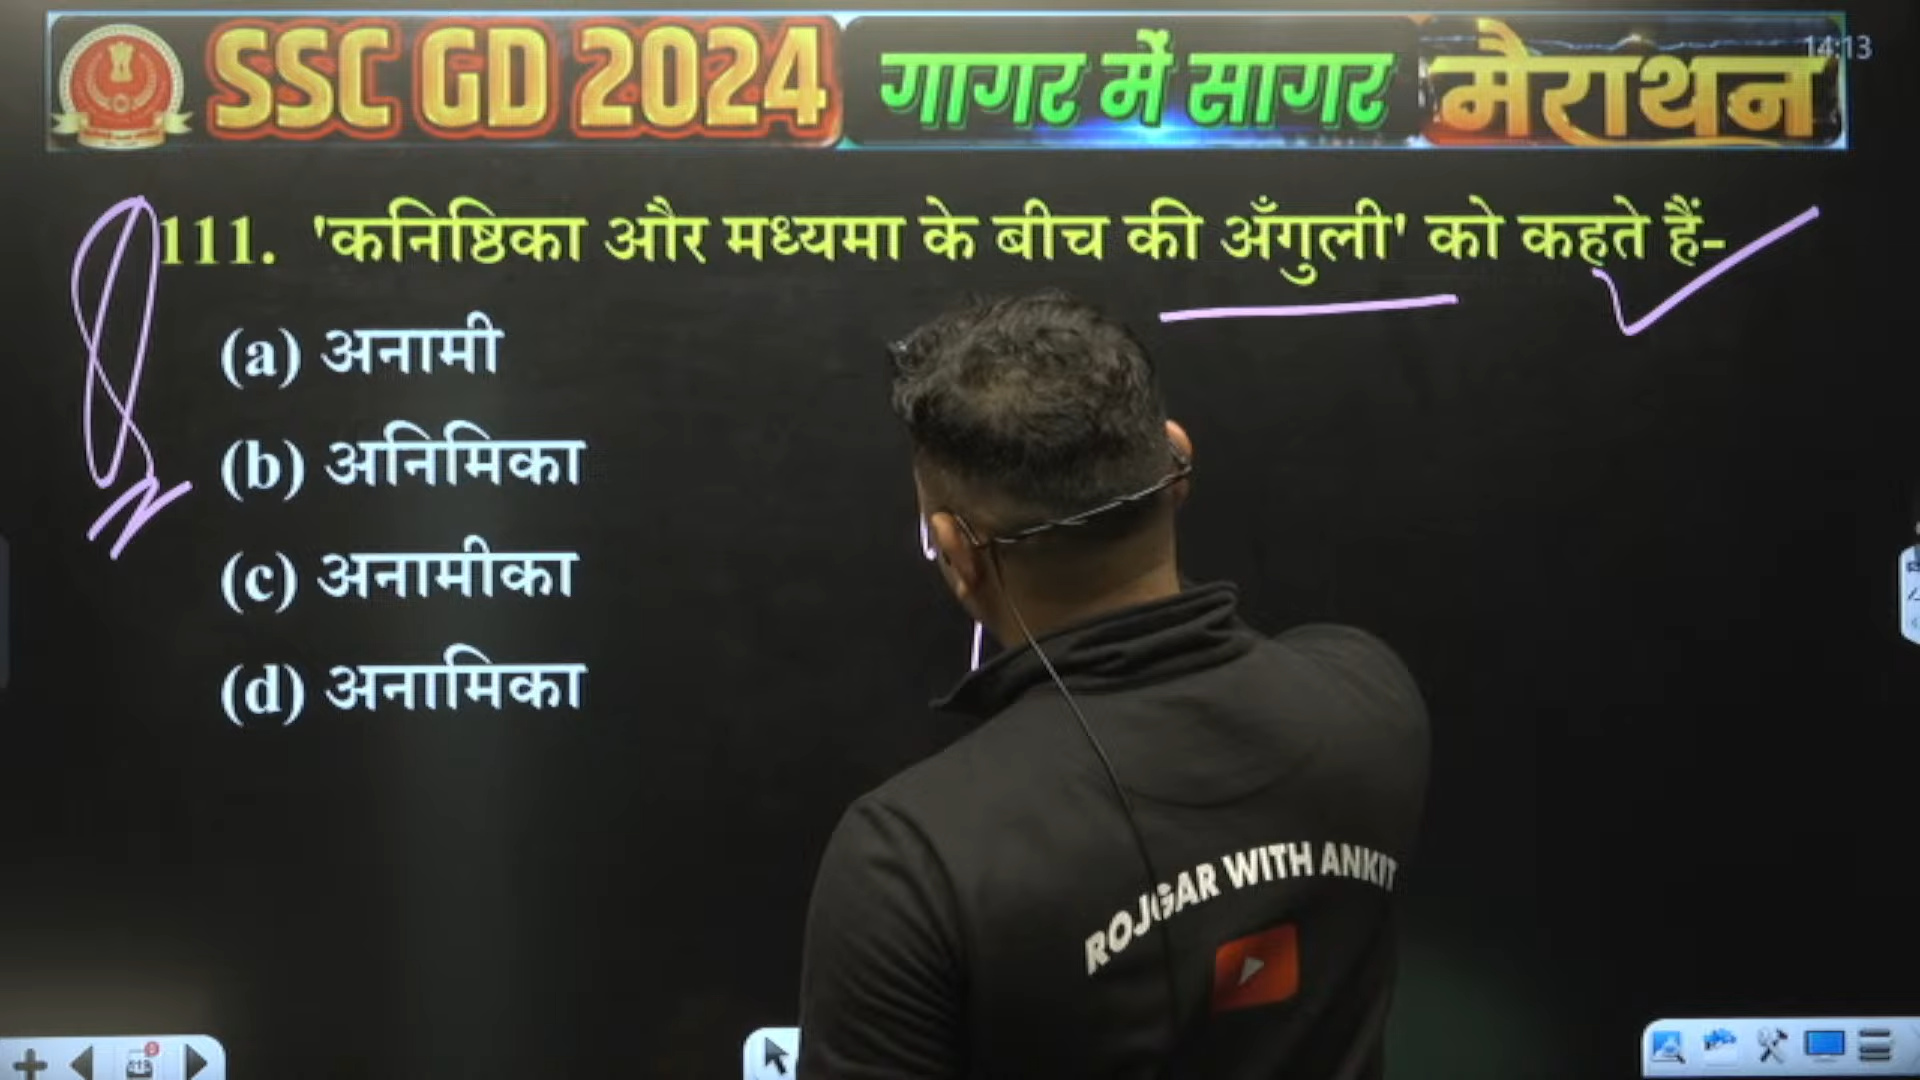 SSC GD 2024 गागर में सागर मैराथन
14:13
111. 'कनिष्ठिका और मध्यमा के बीच की अँगुली' को कहते हैं-
(a) अनामी
(b) अनिमिका
(c) अनामीका
(d) अनामिका
ROJGAR WITH ANKIT